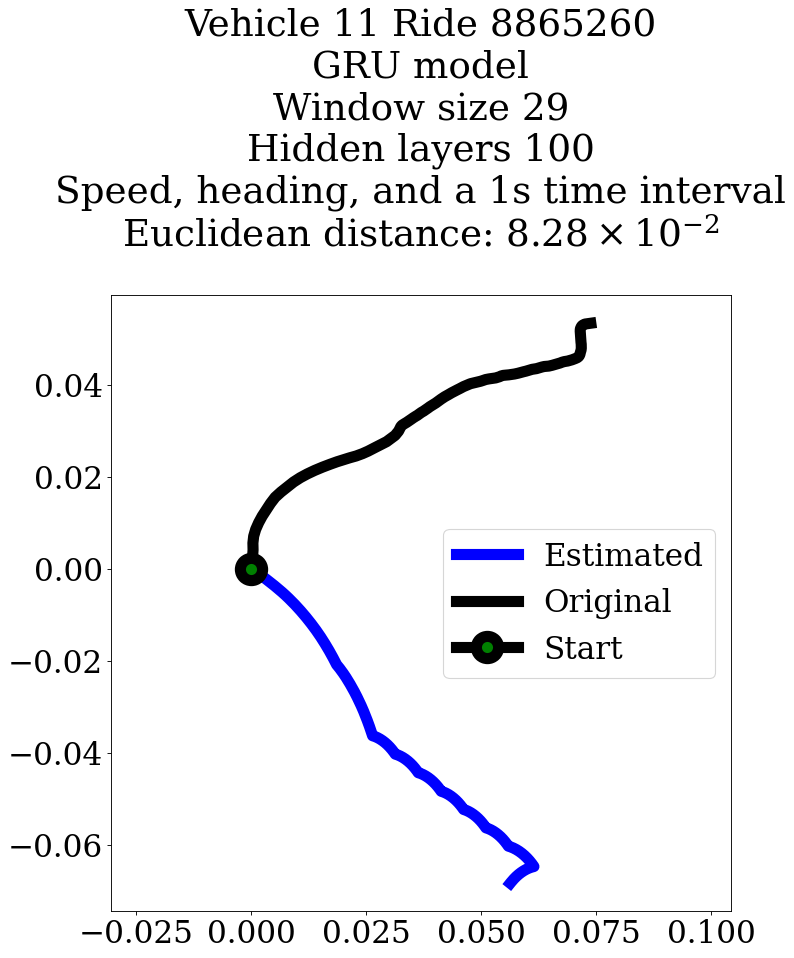 Vehicle 11 Ride 8865260
GRU model
Window size 29
Hidden layers 100
Speed, heading, and a 1s time interval
Euclidean distance: 8.28 × 10⁻²
0.04
0.02
0.00
−0.02
−0.04
−0.06
Estimated
Original
Start
−0.025 0.000 0.025 0.050 0.075 0.100